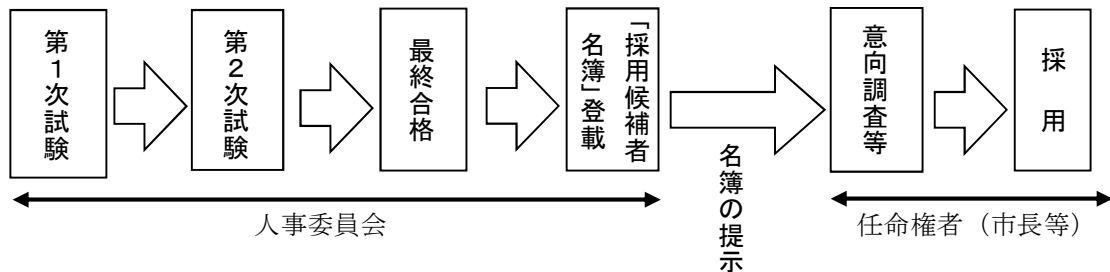 第１次試験
第２次試験
最終合格
「採用候補者
名簿」登載
名簿の提示
意向調査等
採用
人事委員会
任命権者（市長等）